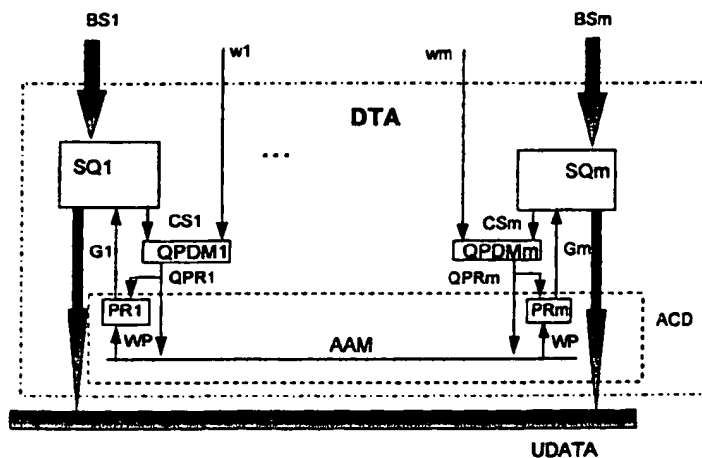 BS1
w1
wm
BSm
DTA
SQ1
...
SQm
CS1
CSm
G1
QPDM1
QPDMm
Gm
QPR1
QPRm
PR1
PRm
ACD
WP
AAM
WP
UDATA